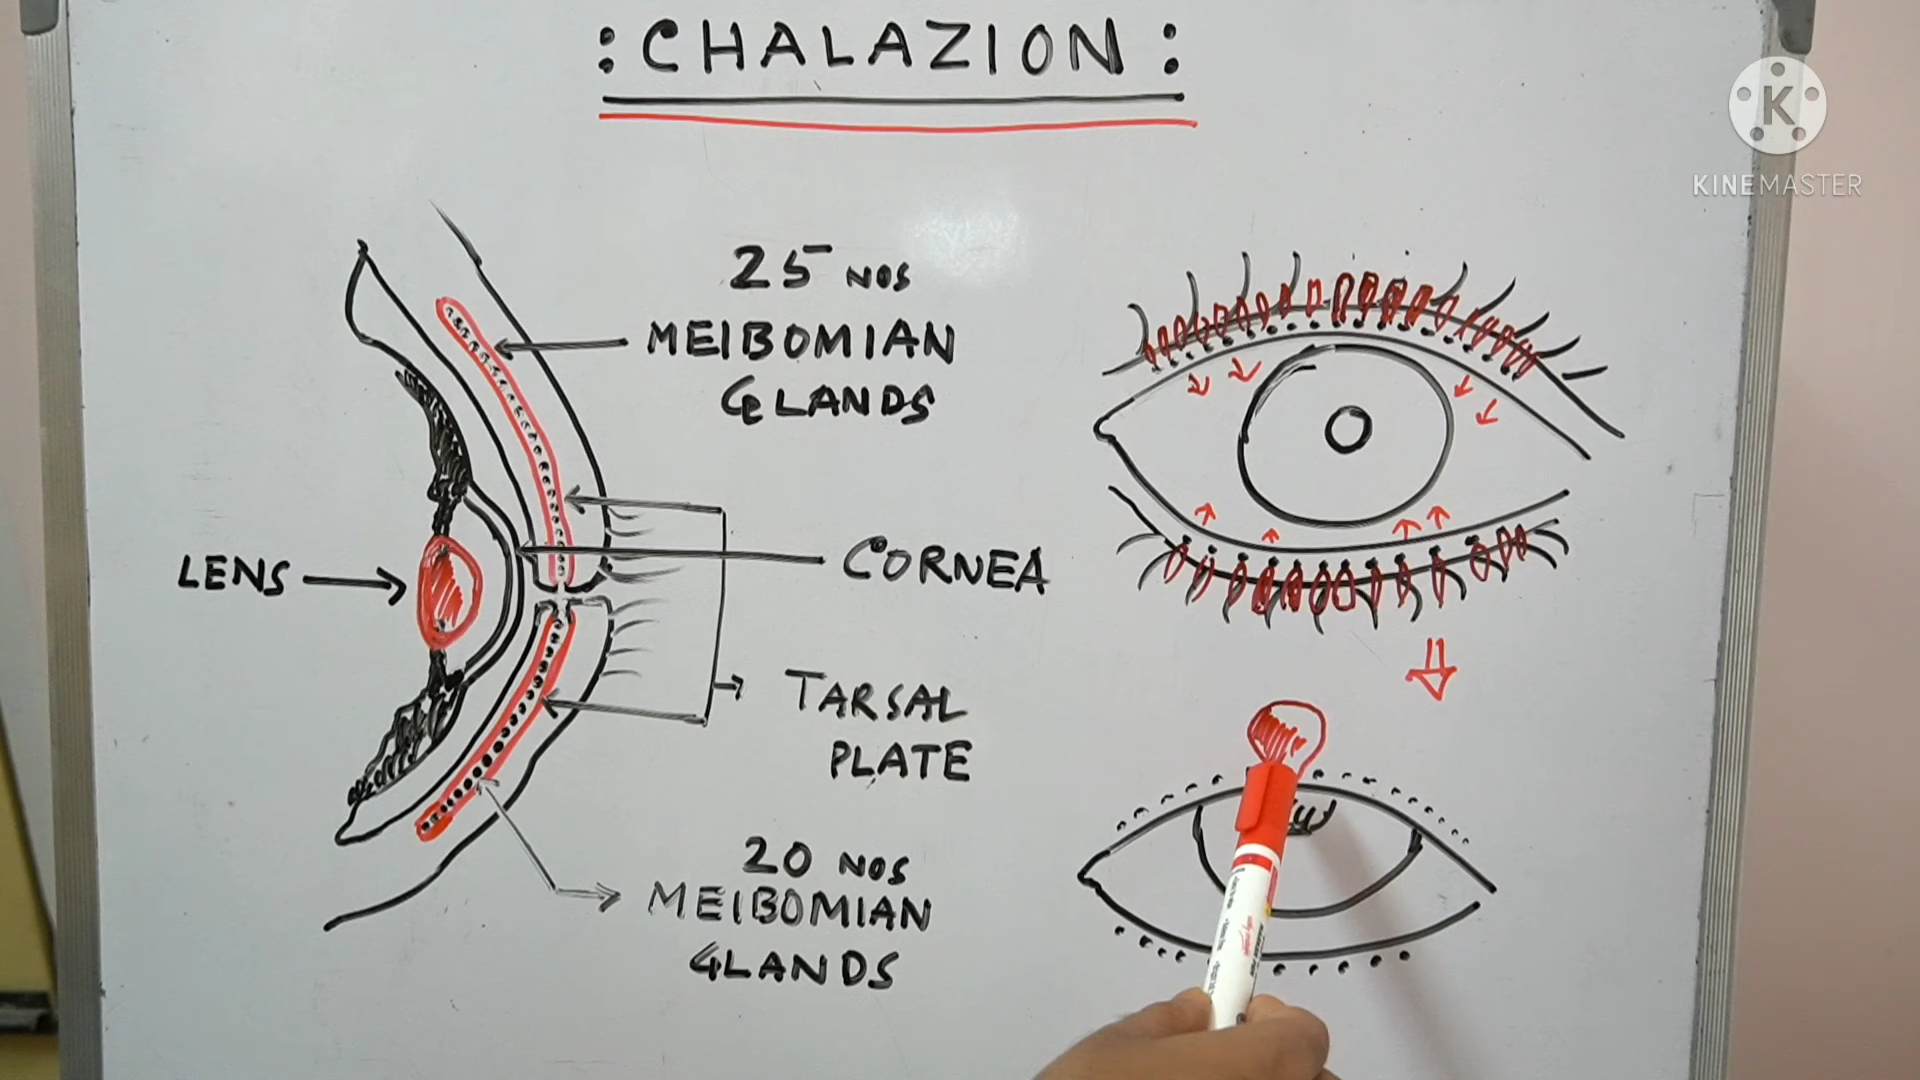 : CHALAZION :
25 NOS
MEIBOMIAN
GLANDS
LENS
CORNEA
TARSAL
PLATE
20 NOS
MEIBOMIAN
GLANDS
K
KINEMASTER